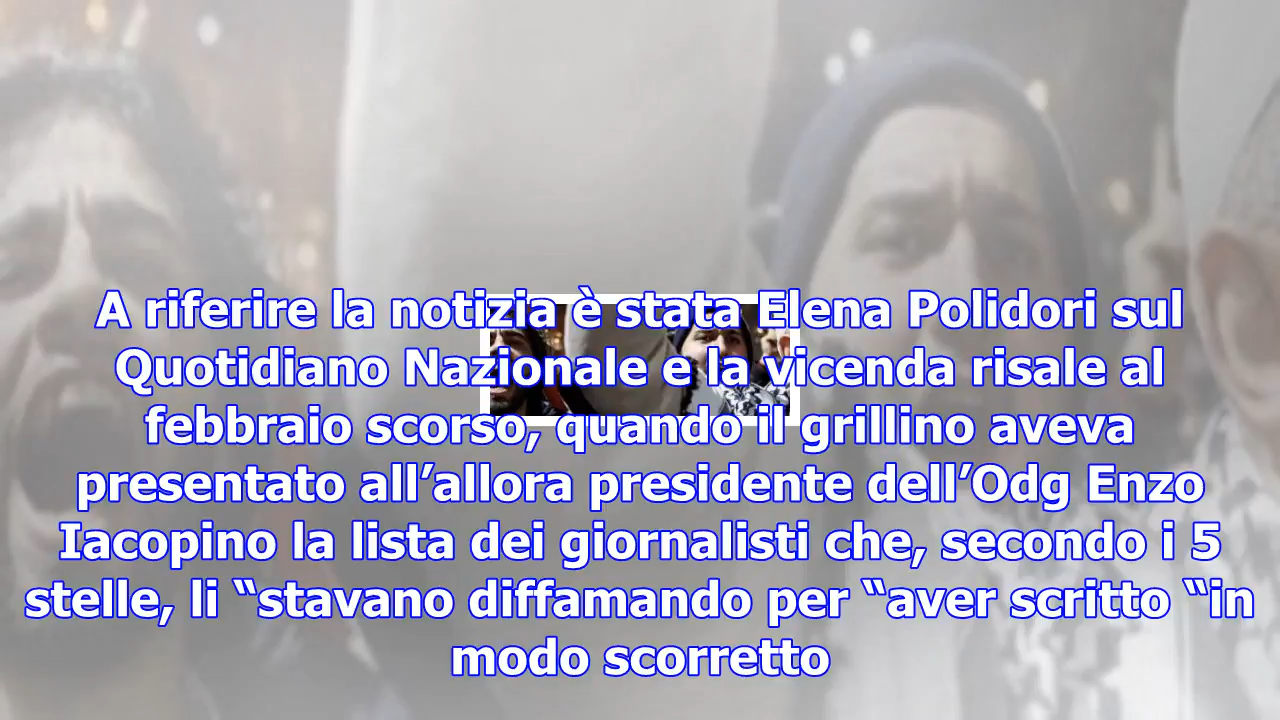 A riferire la notizia è stata Elena Polidori sul
Quotidiano Nazionale e la vicenda risale al
febbraio scorso, quando il grillino aveva
presentato all’allora presidente dell’Odg Enzo
Iacopino la lista dei giornalisti che, secondo i 5
stelle, li “stavano diffamando per “aver scritto “in
modo scorretto